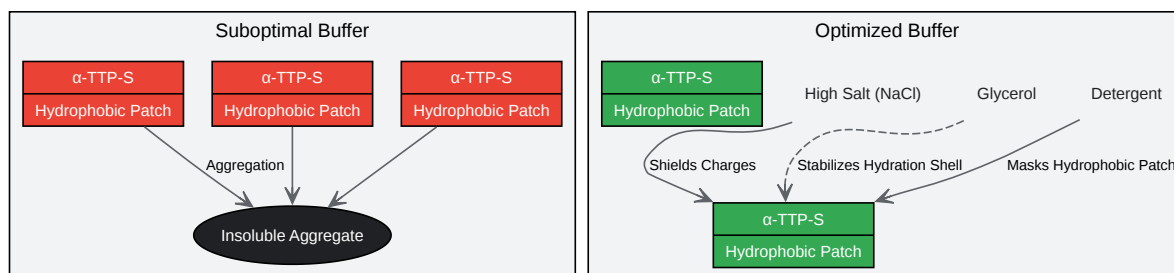 Suboptimal Buffer
α-TTP-S
Hydrophobic Patch
α-TTP-S
Hydrophobic Patch
α-TTP-S
Hydrophobic Patch
Aggregation
Insoluble Aggregate
Optimized Buffer
α-TTP-S
Hydrophobic Patch
High Salt (NaCl)
Glycerol
Detergent
Shields Charges
Stabilizes Hydration Shell
Masks Hydrophobic Patch
α-TTP-S
Hydrophobic Patch